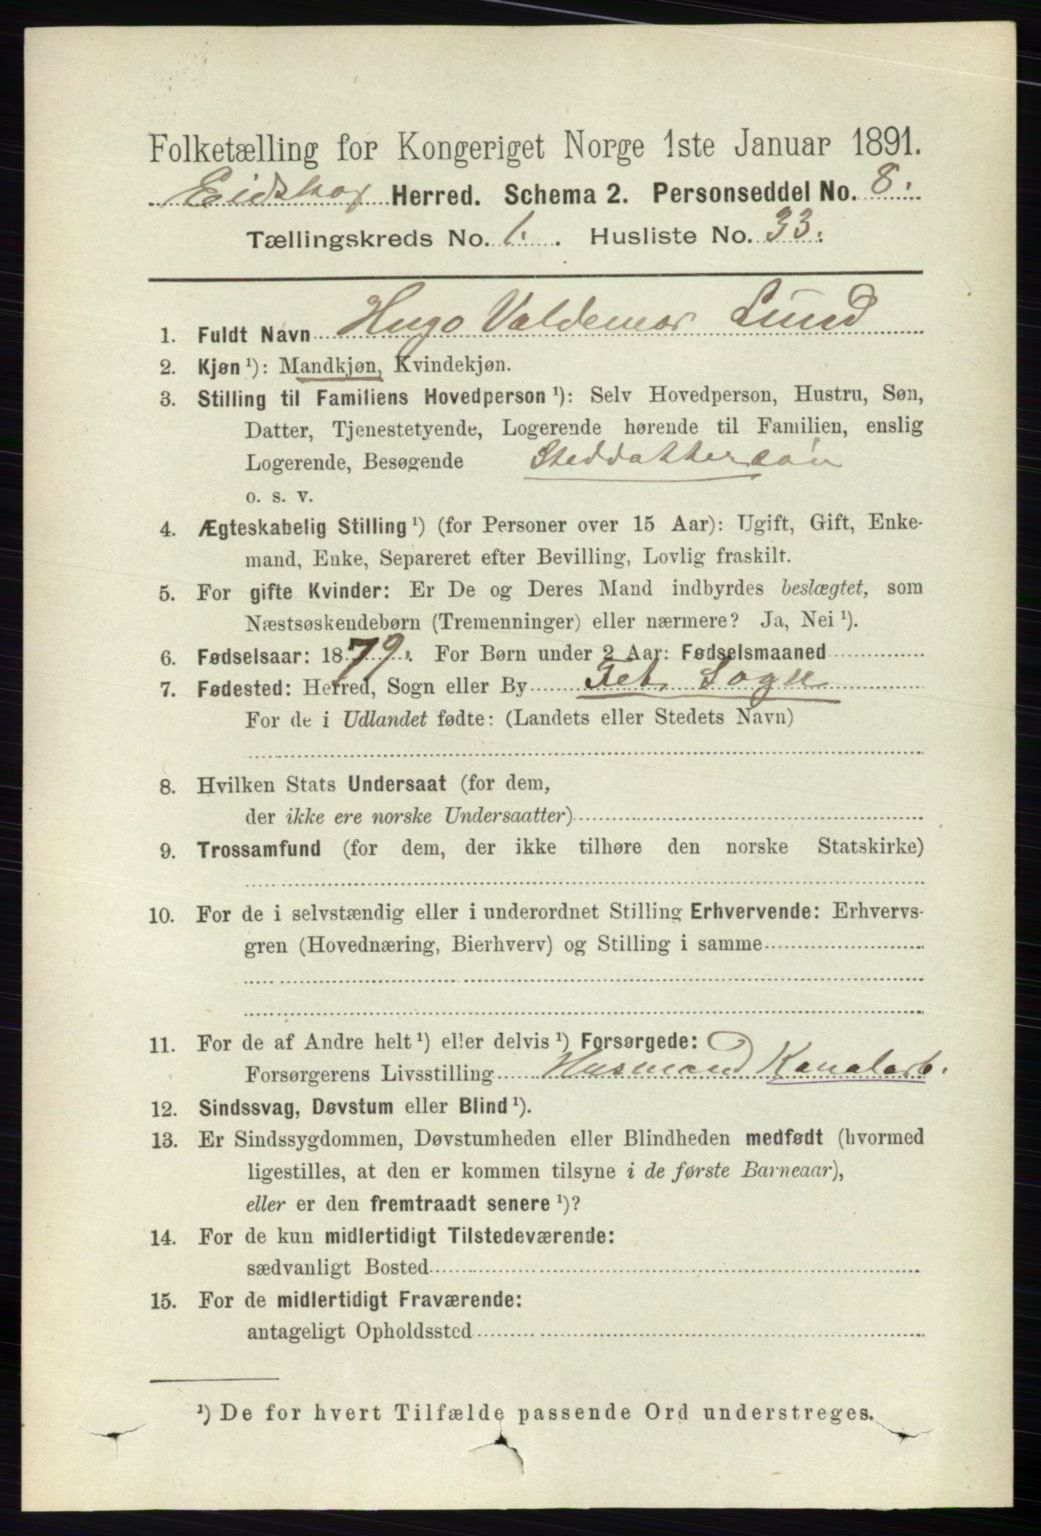 Folketælling for Kongeriget Norge 1ste Januar 1891.
Eidskog Herred. Schema 2. Personseddel No. 8.
Tællingskreds No. 1. Husliste No. 33.
1. Fuldt Navn Hugo Valdemar Lund
2. Kjøn ¹): Mandkjøn, Kvindekjøn.
3. Stilling til Familiens Hovedperson ¹): Selv Hovedperson, Hustru, Søn,
Datter, Tjenestetyende, Logerende hørende til Familien, enslig
Logerende, Besøgende Steddattersøn
o. s. v.
4. Ægteskabelig Stilling ¹) (for Personer over 15 Aar): Ugift, Gift, Enke-
mand, Enke, Separeret efter Bevilling, Lovlig fraskilt.
5. For gifte Kvinder: Er De og Deres Mand indbyrdes beslægtet, som
Næstsøskendebørn (Tremenninger) eller nærmere? Ja, Nei ¹).
6. Fødselsaar: 1879. For Børn under 2 Aar: Fødselsmaaned
7. Fødested: Herred, Sogn eller By Fet Sogn
For de i Udlandet fødte: (Landets eller Stedets Navn)
8. Hvilken Stats Undersaat (for dem,
der ikke ere norske Undersaatter)
9. Trossamfund (for dem, der ikke tilhøre den norske Statskirke)
10. For de i selvstændig eller i underordnet Stilling Erhvervende: Erhvervs-
gren (Hovednæring, Bierhverv) og Stilling i samme
11. For de af Andre helt ¹) eller delvis ¹) Forsørgede:
Forsørgerens Livsstilling Husmand Kanalarb.
12. Sindssvag, Døvstum eller Blind ¹).
13. Er Sindssygdommen, Døvstumheden eller Blindheden medfødt (hvormed
ligestilles, at den er kommen tilsyne i de første Barneaar),
eller er den fremtraadt senere ¹)?
14. For de kun midlertidigt Tilstedeværende:
sædvanligt Bosted
15. For de midlertidigt Fraværende:
antageligt Opholdssted
¹) De for hvert Tilfælde passende Ord understreges.